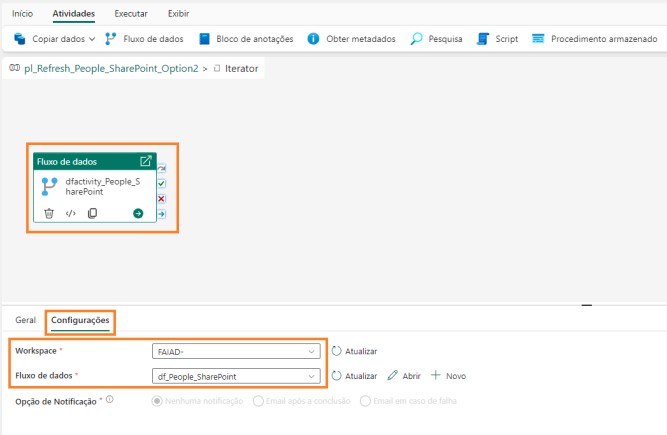 Início Atividades Executar Exibir
Copiar dados Fluxo de dados Bloco de anotações Obter metadados Pesquisa Script Procedimento armazenado
pl_Refresh_People_SharePoint_Option2 > Iterator
Fluxo de dados
dfactivity_People_S
harePoint
Geral Configurações
Workspace * FAIAD- Atualizar
Fluxo de dados * df_People_SharePoint Atualizar Abrir Novo
Opção de Notificação * Nenhuma notificação Email após a conclusão Email em caso de falha